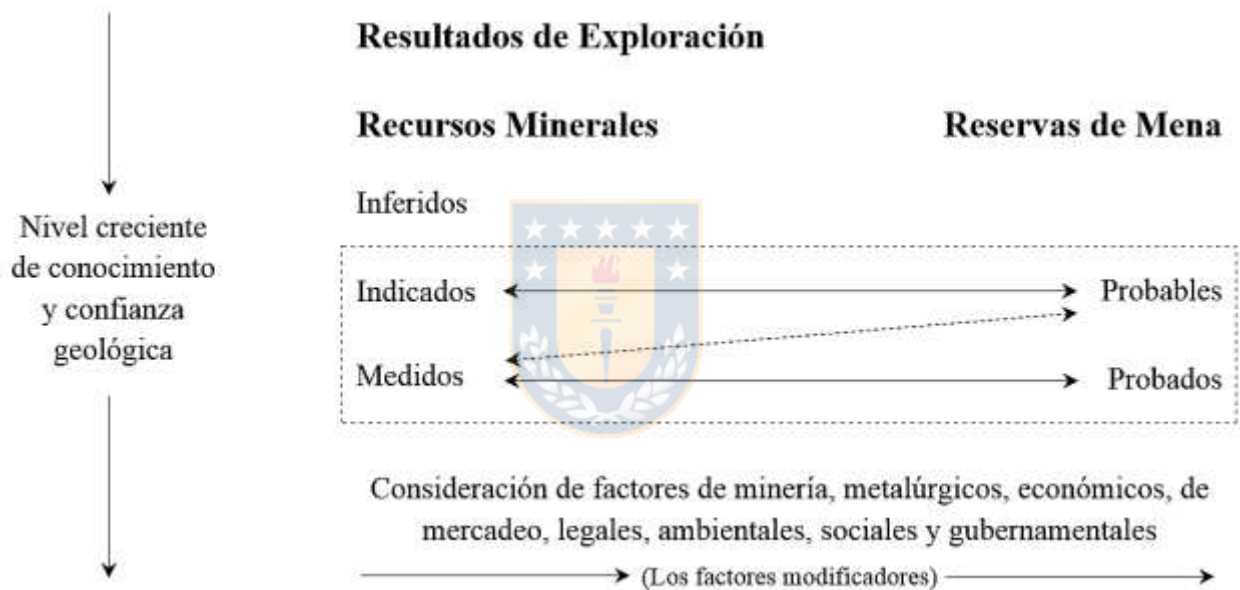 Resultados de Exploración
Recursos Minerales
Reservas de Mena
Nivel creciente
de conocimiento
y confianza
geológica
Inferidos
Indicados
Probables
Medidos
Probados
Consideración de factores de minería, metalúrgicos, económicos, de
mercadeo, legales, ambientales, sociales y gubernamentales
(Los factores modificadores)